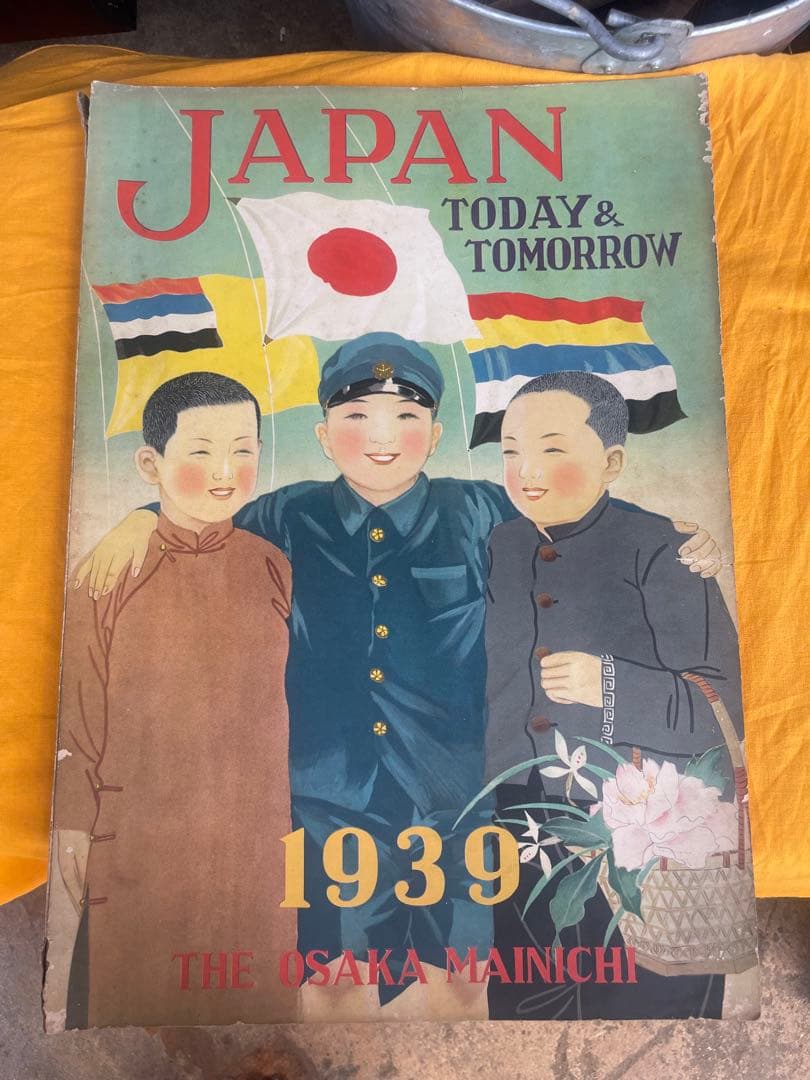 JAPAN
TODAY &
TOMORROW
1939
THE OSAKA MAINICHI